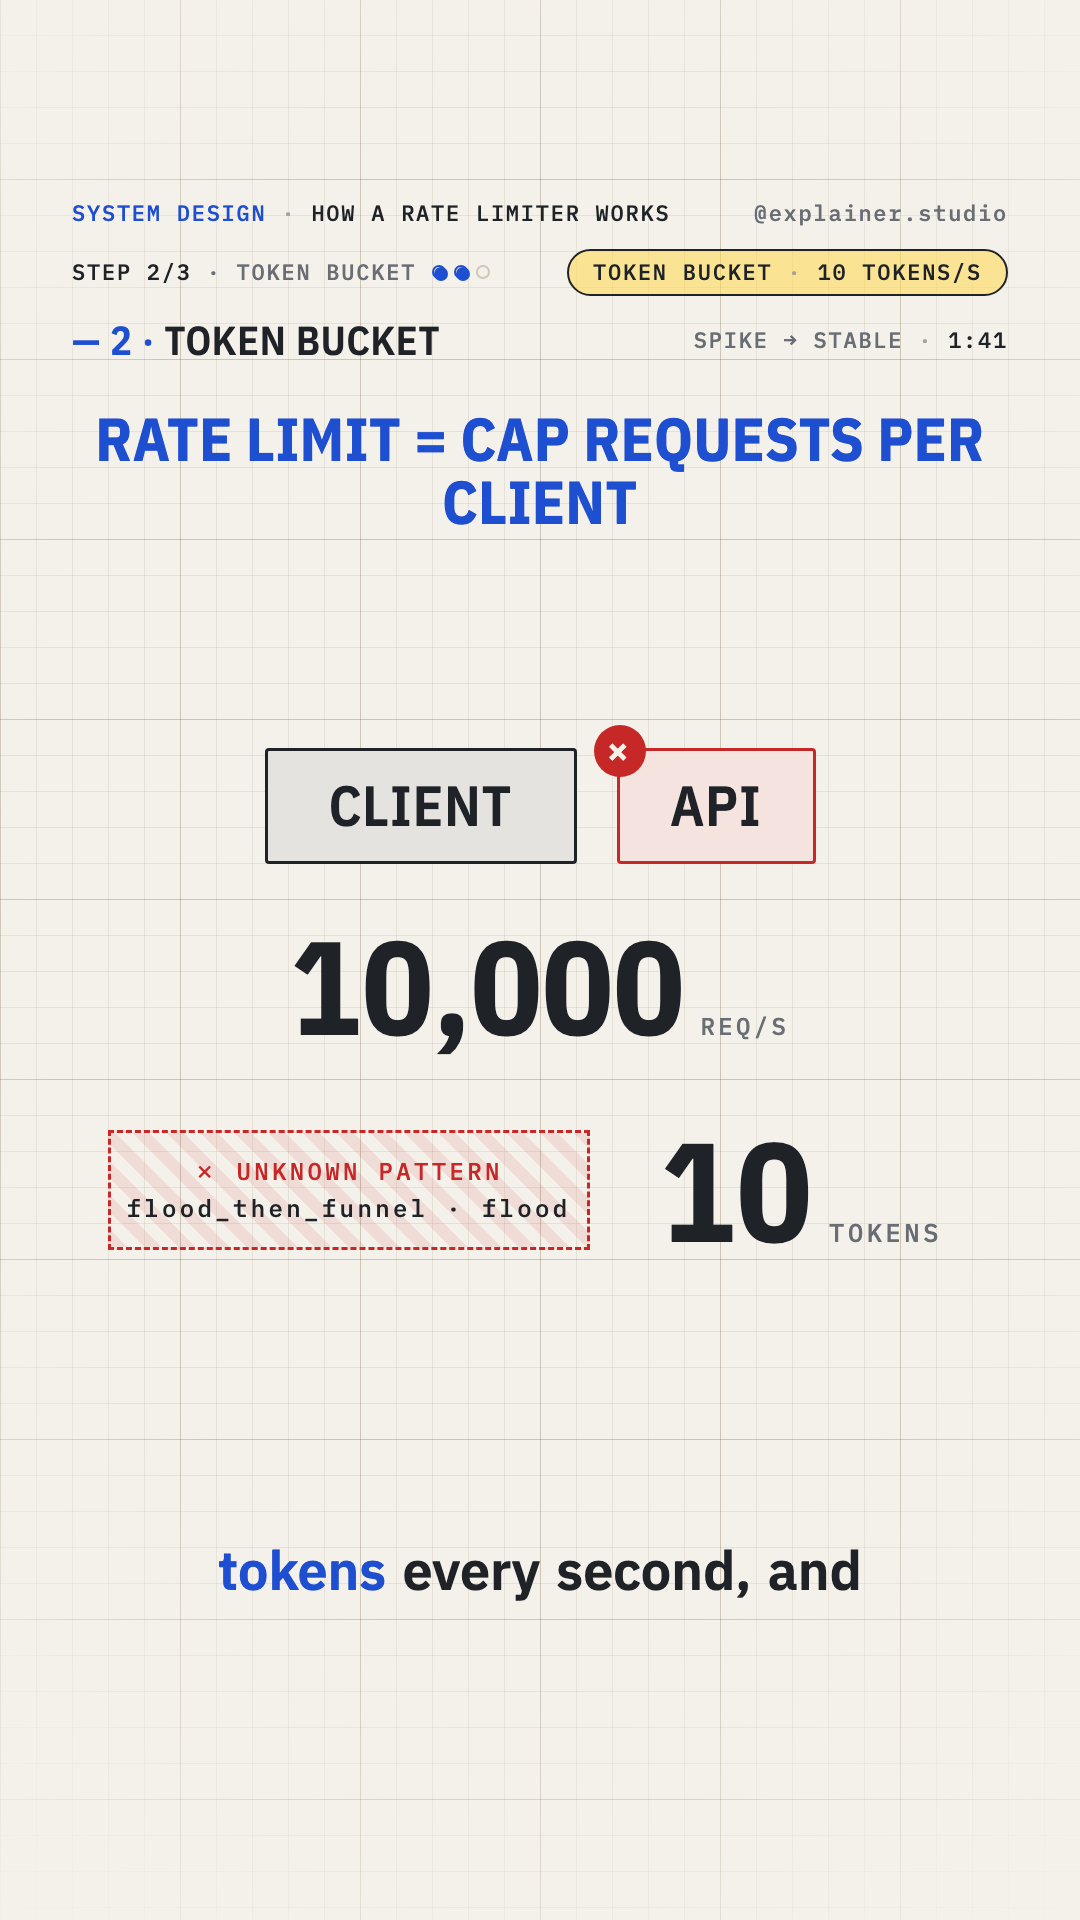 SYSTEM DESIGN · HOW A RATE LIMITER WORKS @explainer.studio
STEP 2/3 · TOKEN BUCKET
TOKEN BUCKET · 10 TOKENS/S
— 2 · TOKEN BUCKET
SPIKE → STABLE · 1:41
RATE LIMIT = CAP REQUESTS PER
CLIENT
CLIENT
× API
10,000 REQ/S
× UNKNOWN PATTERN
flood_then_funnel · flood
10 TOKENS
tokens every second, and